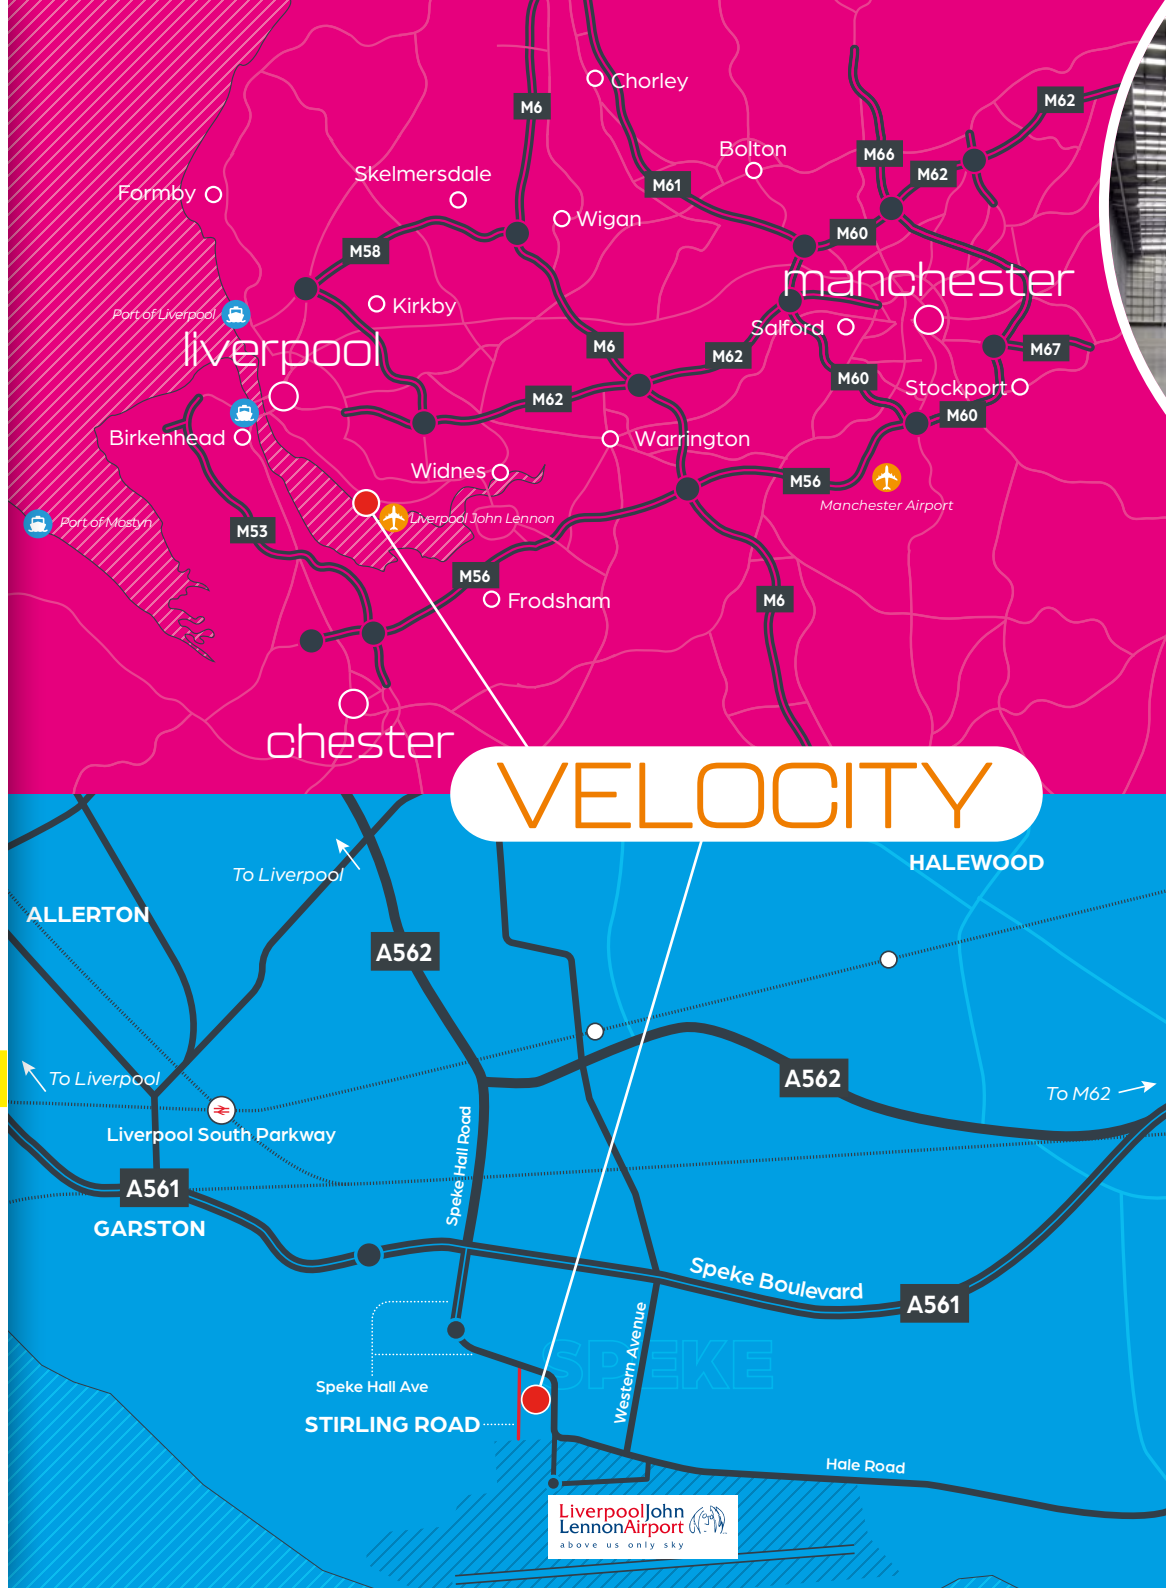 Chorley
M6
M62
Bolton
M66
M62
Skelmersdale
M61
Formby
Wigan
M60
M58
manchester
Kirkby
Port of Liverpool
Salford
liverpool
M6
M62
M67
M60
Stockport
M62
M60
Birkenhead
Warrington
Widnes
M56
Manchester Airport
Port of Mostyn
Liverpool John Lennon
M53
M56
Frodsham
M6
chester
VELOCITY
HALEWOOD
To Liverpool
ALLERTON
A562
To Liverpool
A562
To M62
Liverpool South Parkway
Speke Hall Road
A561
GARSTON
Speke Boulevard
A561
Western Avenue
SPEKE
Speke Hall Ave
STIRLING ROAD
Hale Road
LiverpoolJohn
LennonAirport
above us only sky